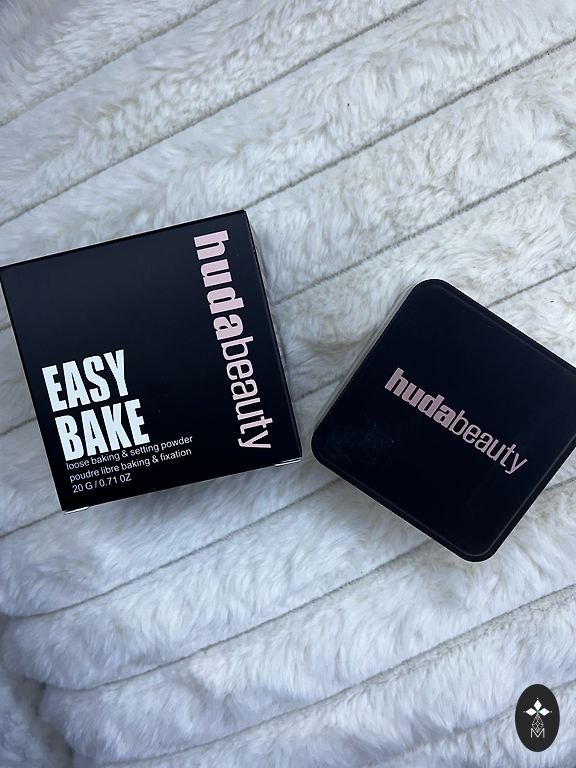 hudabeauty
EASY
BAKE
loose baking & setting powder
poudre libre baking & fixation
20 G / 0.71 OZ
hudabeauty
M